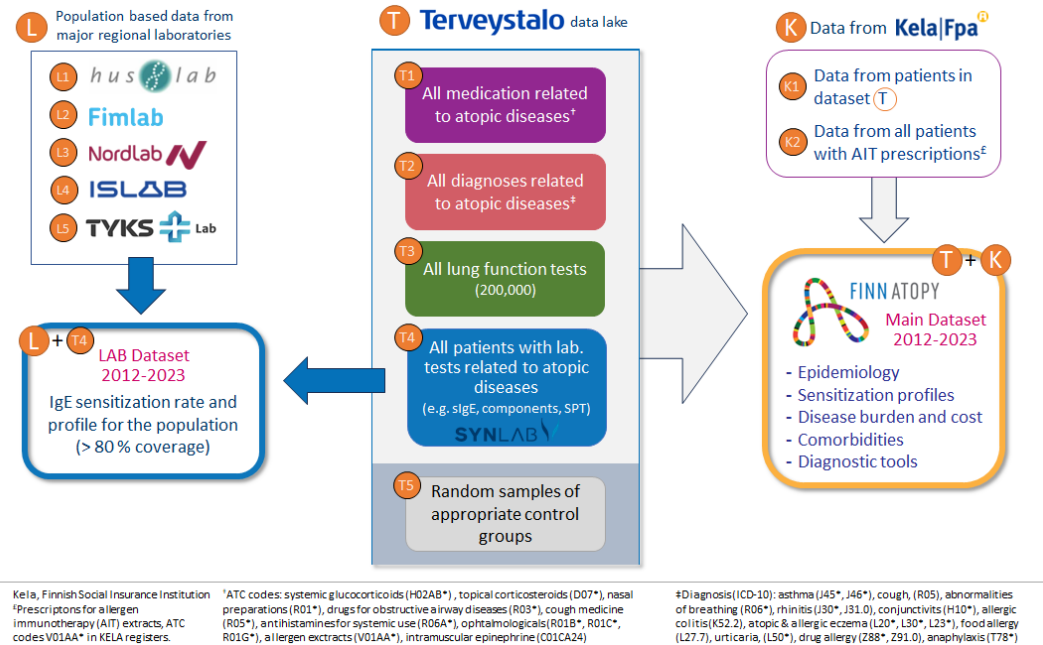 L
Population based data from
major regional laboratories
L1
hus lab
L2
Fimlab
L3
NordLab
L4
ISLAB
L5
TYKS Lab
L + T4
LAB Dataset
2012-2023
IgE sensitization rate and
profile for the population
(> 80 % coverage)
T
Terveystalo data lake
T1
All medication related
to atopic diseases†
T2
All diagnoses related
to atopic diseases‡
T3
All lung function tests
(200,000)
T4
All patients with lab.
tests related to atopic
diseases
(e.g. sIgE, components, SPT)
SYNLAB
T5
Random samples of
appropriate control
groups
K
Data from Kela|Fpa®
K1
Data from patients in
dataset T
K2
Data from all patients
with AIT prescriptions£
T + K
FINN ATOPY
Main Dataset
2012-2023
- Epidemiology
- Sensitization profiles
- Disease burden and cost
- Comorbidities
- Diagnostic tools
Kela, Finnish Social Insurance Institution
£Prescriptons for allergen
immunotherapy (AIT) extracts, ATC
codes V01AA* in KELA registers.
†ATC codes: systemic glucocorticoids (H02AB*) , topical corticosteroids (D07*), nasal
preparations (R01*), drugs for obstructive airway diseases (R03*), cough medicine
(R05*), antihistamines for systemic use (R06A*), ophtalmologicals (R01B*, R01C*,
R01G*), allergen exctracts (V01AA*), intramuscular epinephrine (C01CA24)
‡Diagnosis (ICD-10): asthma (J45*, J46*), cough, (R05), abnormalities
of breathing (R06*), rhinitis (J30*, J31.0), conjunctivits (H10*), allergic
colitis (K52.2), atopic & allergic eczema (L20*, L30*, L23*), food allergy
(L27.7), urticaria, (L50*), drug allergy (Z88*, Z91.0), anaphylaxis (T78*)